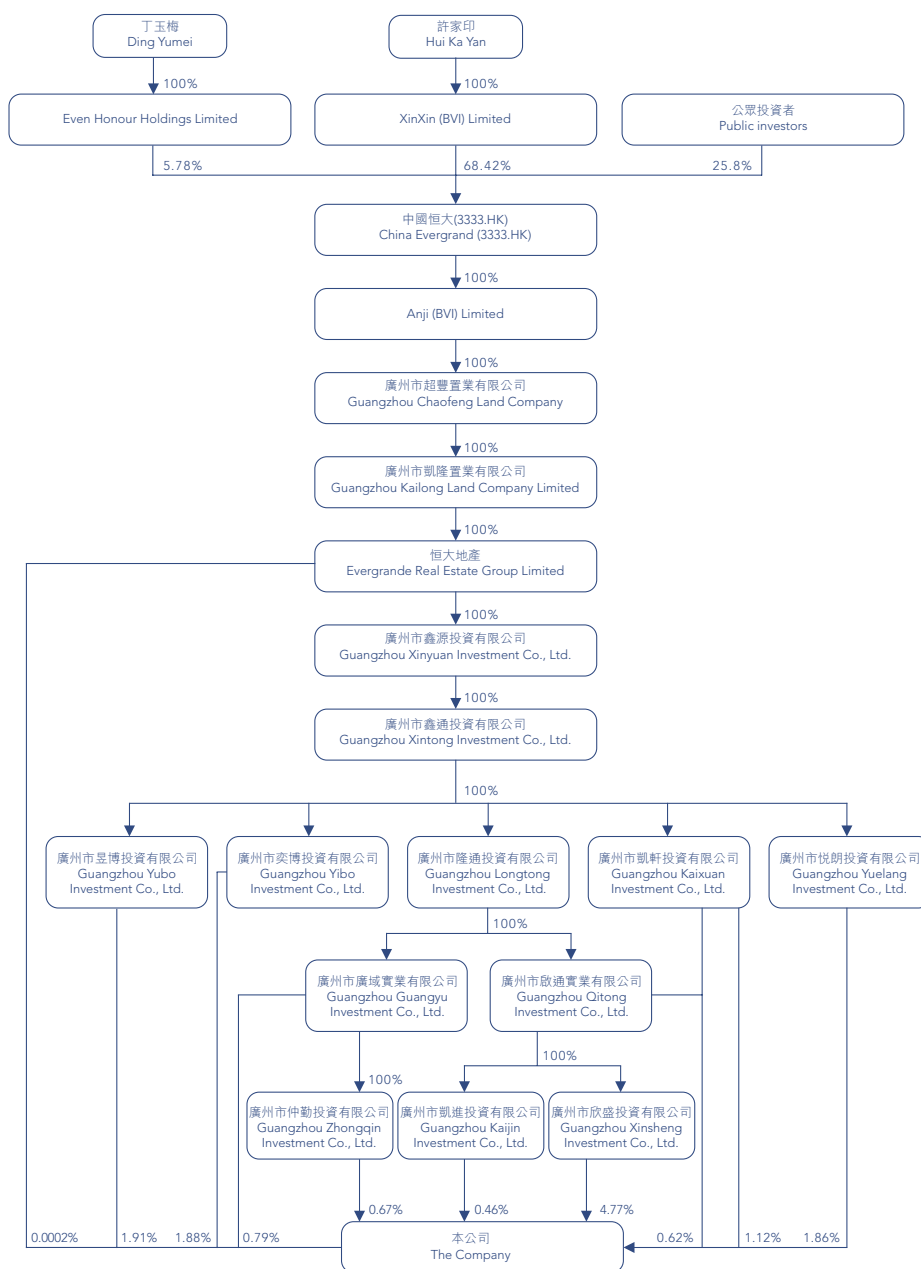 丁玉梅
Ding Yumei
許家印
Hui Ka Yan
100%
100%
Even Honour Holdings Limited
XinXin (BVI) Limited
公眾投資者
Public investors
5.78%
68.42%
25.8%
中國恒大(3333.HK)
China Evergrand (3333.HK)
100%
Anji (BVI) Limited
100%
廣州市超豐置業有限公司
Guangzhou Chaofeng Land Company
100%
廣州市凱隆置業有限公司
Guangzhou Kailong Land Company Limited
100%
恒大地產
Evergrande Real Estate Group Limited
100%
廣州市鑫源投資有限公司
Guangzhou Xinyuan Investment Co., Ltd.
100%
廣州市鑫通投資有限公司
Guangzhou Xintong Investment Co., Ltd.
100%
廣州市昱博投資有限公司
Guangzhou Yubo
Investment Co., Ltd.
廣州市奕博投資有限公司
Guangzhou Yibo
Investment Co., Ltd.
廣州市隆通投資有限公司
Guangzhou Longtong
Investment Co., Ltd.
廣州市凱軒投資有限公司
Guangzhou Kaixuan
Investment Co., Ltd.
廣州市悦朗投資有限公司
Guangzhou Yuelang
Investment Co., Ltd.
100%
廣州市廣域實業有限公司
Guangzhou Guangyu
Investment Co., Ltd.
廣州市啟通實業有限公司
Guangzhou Qitong
Investment Co., Ltd.
100%
100%
廣州市仲勤投資有限公司
Guangzhou Zhongqin
Investment Co., Ltd.
廣州市凱進投資有限公司
Guangzhou Kaijin
Investment Co., Ltd.
廣州市欣盛投資有限公司
Guangzhou Xinsheng
Investment Co., Ltd.
0.67%
0.46%
4.77%
0.0002%
1.91%
1.88%
0.79%
本公司
The Company
0.62%
1.12%
1.86%